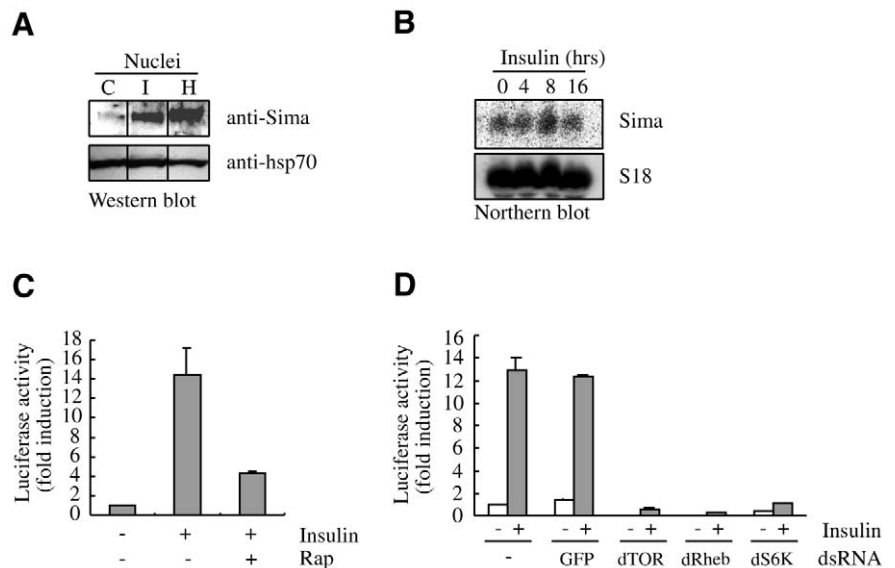 A
Nuclei
C I H
anti-Sima
anti-hsp70
Western blot
B
Insulin (hrs)
0 4 8 16
Sima
S18
Northern blot
C
Luciferase activity
(fold induction)
18
16
14
12
10
8
6
4
2
0
- + + Insulin
- - + Rap
D
Luciferase activity
(fold induction)
16
14
12
10
8
6
4
2
0
- + - + - + - + - + Insulin
- GFP dTOR dRheb dS6K dsRNA